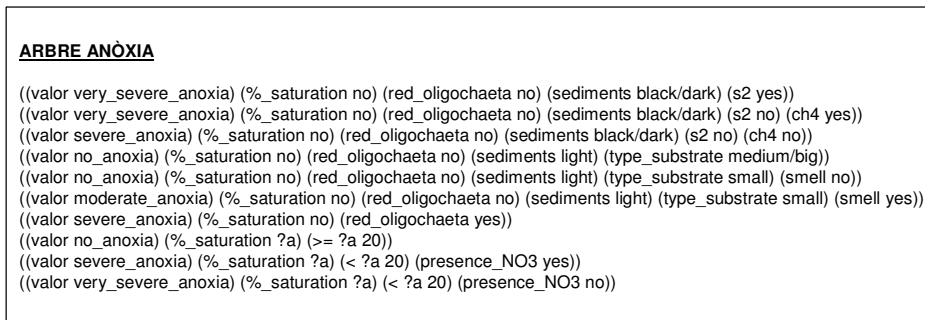 ARBRE ANÒXIA
((valor very_severe_anoxia) (%_saturation no) (red_oligochaeta no) (sediments black/dark) (s2 yes))
((valor very_severe_anoxia) (%_saturation no) (red_oligochaeta no) (sediments black/dark) (s2 no) (ch4 yes))
((valor severe_anoxia) (%_saturation no) (red_oligochaeta no) (sediments black/dark) (s2 no) (ch4 no))
((valor no_anoxia) (%_saturation no) (red_oligochaeta no) (sediments light) (type_substrate medium/big))
((valor no_anoxia) (%_saturation no) (red_oligochaeta no) (sediments light) (type_substrate small) (smell no))
((valor moderate_anoxia) (%_saturation no) (red_oligochaeta no) (sediments light) (type_substrate small) (smell yes))
((valor severe_anoxia) (%_saturation no) (red_oligochaeta yes))
((valor no_anoxia) (%_saturation ?a) (>= ?a 20))
((valor severe_anoxia) (%_saturation ?a) (< ?a 20) (presence_NO3 yes))
((valor very_severe_anoxia) (%_saturation ?a) (< ?a 20) (presence_NO3 no))